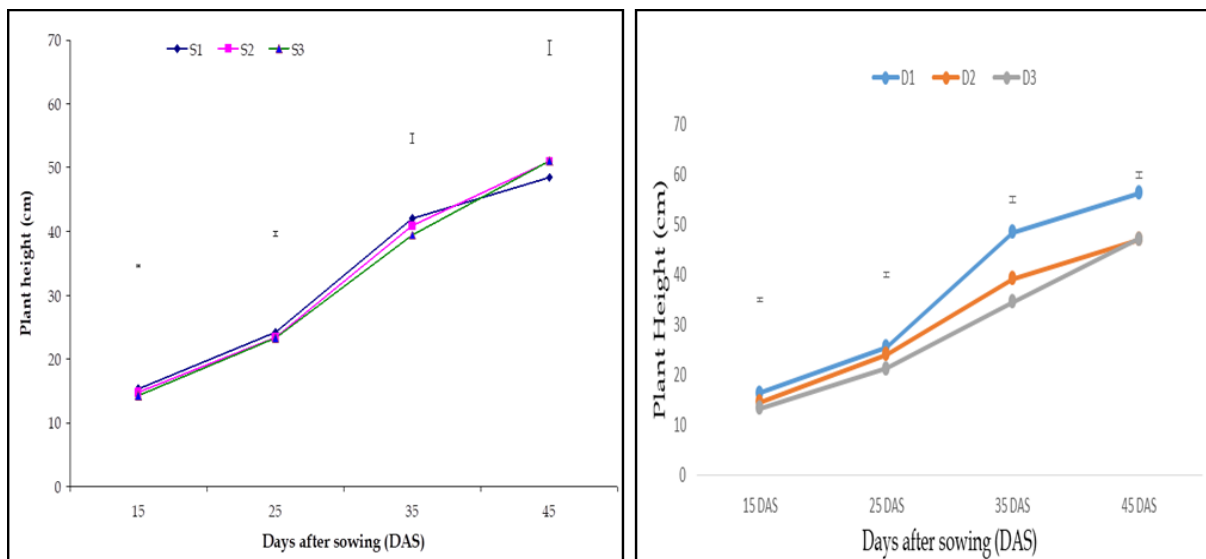 70
S1 S2 S3
60
50
40
30
20
10
0
Plant height (cm)
15 25 35 45
Days after sowing (DAS)
D1 D2 D3
70
60
50
40
30
20
10
0
Plant Height (cm)
15 DAS 25 DAS 35 DAS 45 DAS
Days after sowing (DAS)